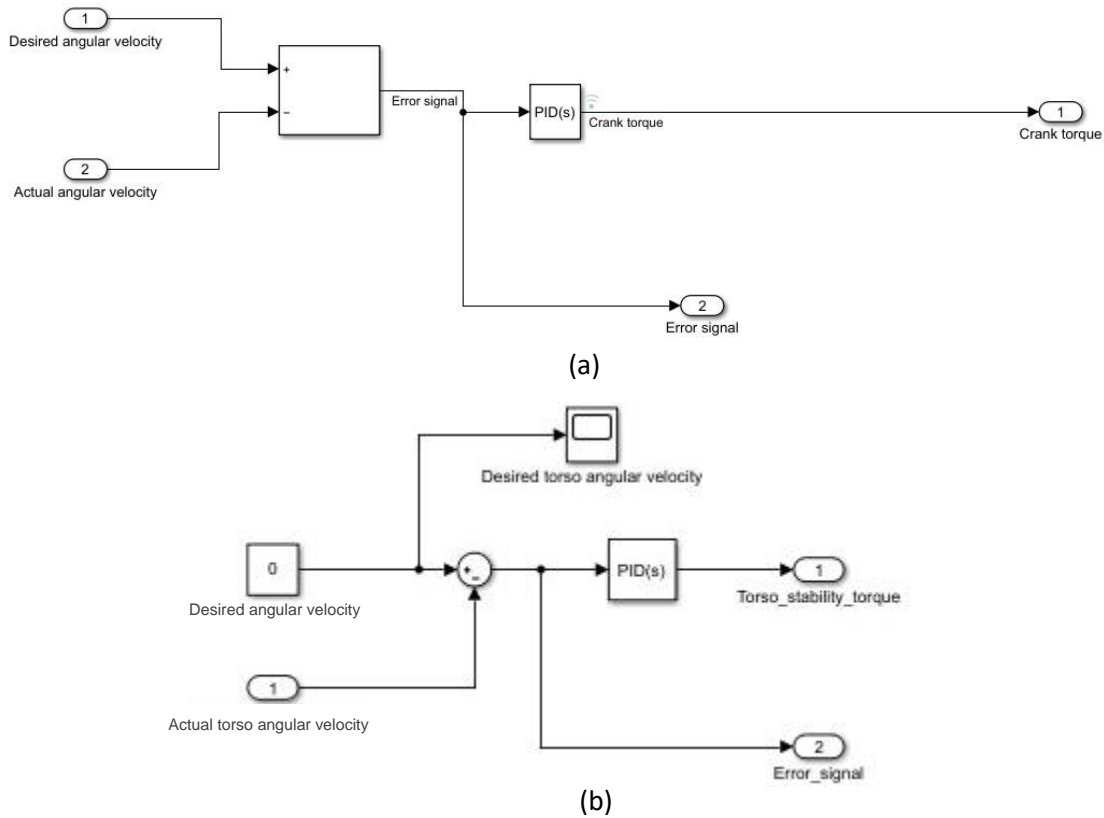 1
Desired angular velocity
+
−
Error signal
PID(s)
Crank torque
1
Crank torque
2
Actual angular velocity
2
Error signal
(a)
Desired torso angular velocity
0
Desired angular velocity
+
−
PID(s)
1
Torso_stability_torque
1
Actual torso angular velocity
2
Error_signal
(b)